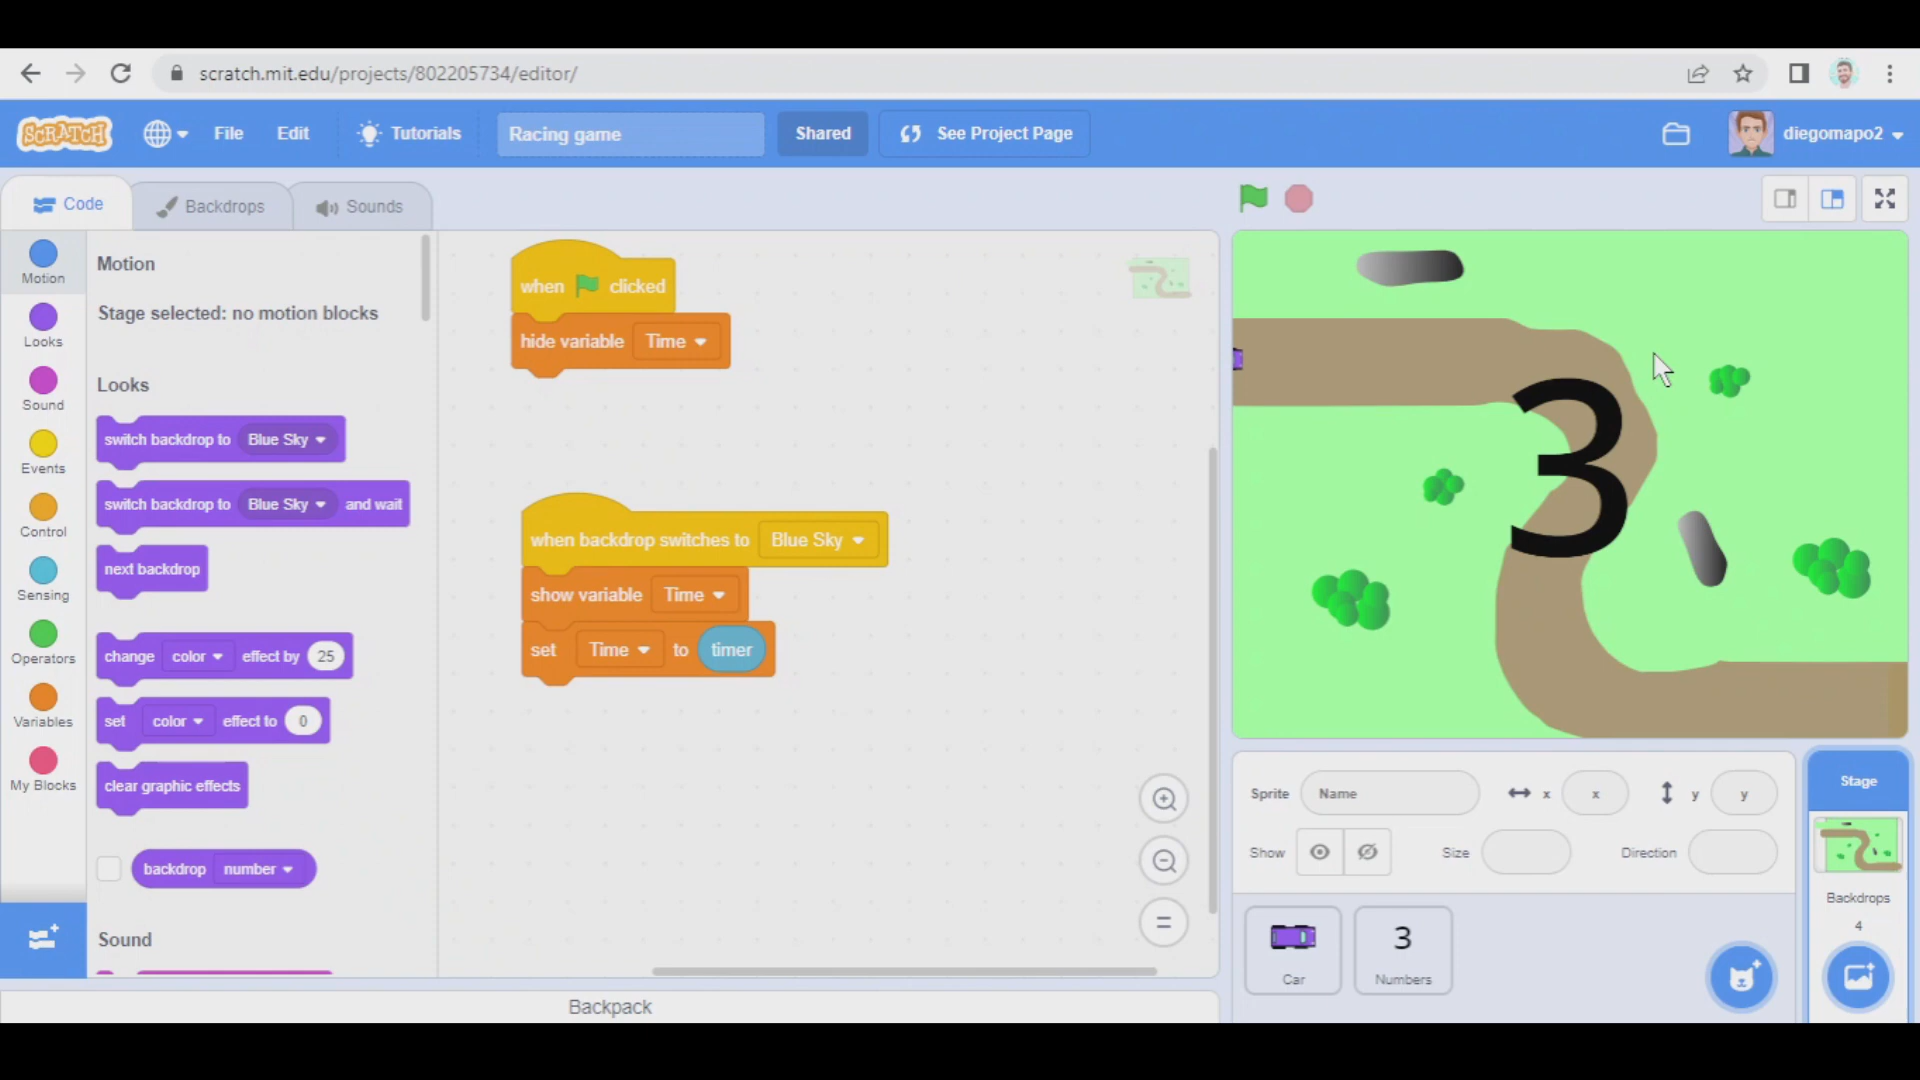 scratch.mit.edu/projects/802205734/editor/
SCRATCH File Edit Tutorials Racing game Shared See Project Page diegomapo2
Code Backdrops Sounds
Motion
Looks
Sound
Events
Control
Sensing
Operators
Variables
My Blocks
Motion
Stage selected: no motion blocks
Looks
switch backdrop to Blue Sky
switch backdrop to Blue Sky and wait
next backdrop
change color effect by 25
set color effect to 0
clear graphic effects
backdrop number
Sound
when clicked
hide variable Time
when backdrop switches to Blue Sky
show variable Time
set Time to timer
Backpack
3
Sprite Name x x y y
Show Size Direction
3
Car Numbers
Stage
Backdrops
4